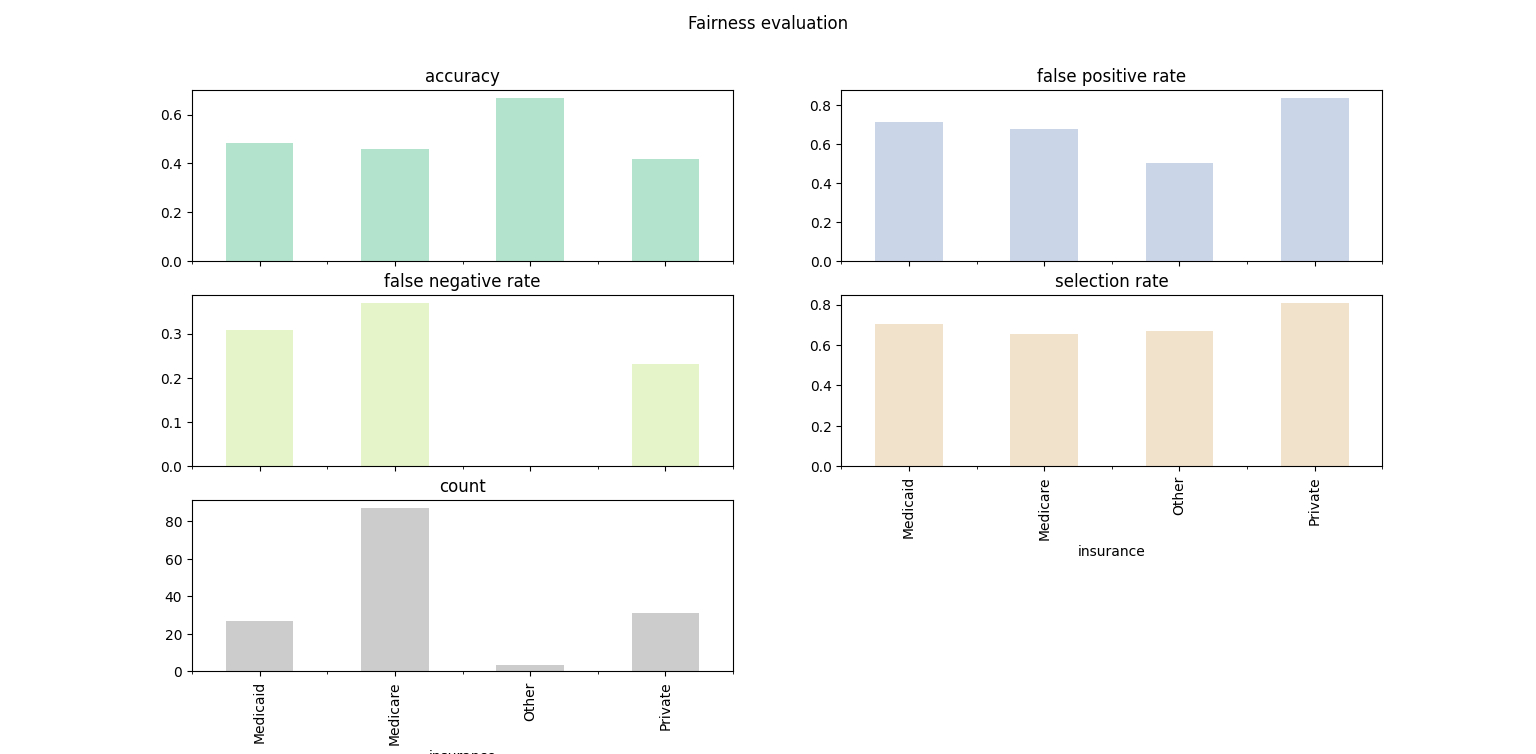 Fairness evaluation
accuracy
0.6
0.4
0.2
0.0
false positive rate
0.8
0.6
0.4
0.2
0.0
false negative rate
0.3
0.2
0.1
0.0
selection rate
0.8
0.6
0.4
0.2
0.0
Medicaid
Medicare
Other
Private
insurance
count
80
60
40
20
0
Medicaid
Medicare
Other
Private
insurance